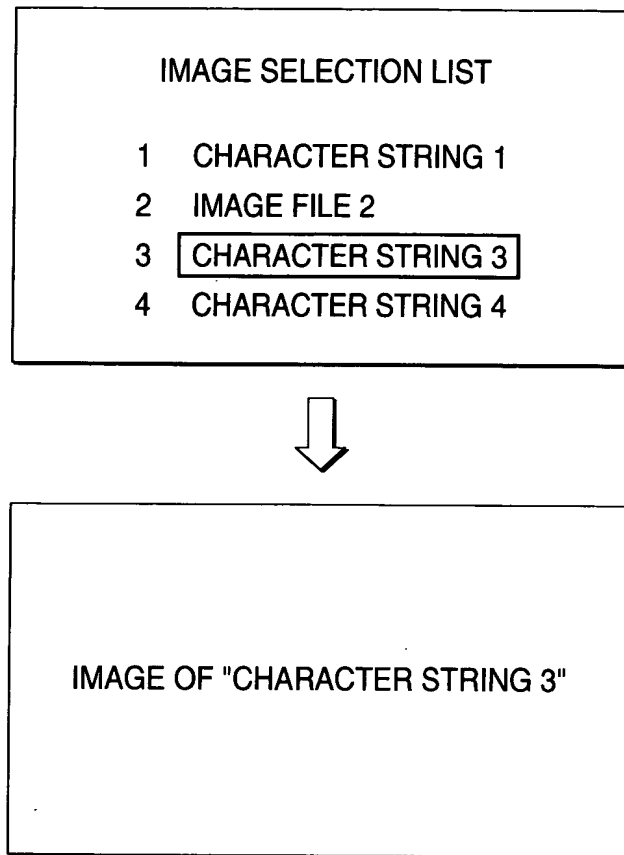 IMAGE SELECTION LIST
1 CHARACTER STRING 1
2 IMAGE FILE 2
3 CHARACTER STRING 3
4 CHARACTER STRING 4
IMAGE OF "CHARACTER STRING 3"